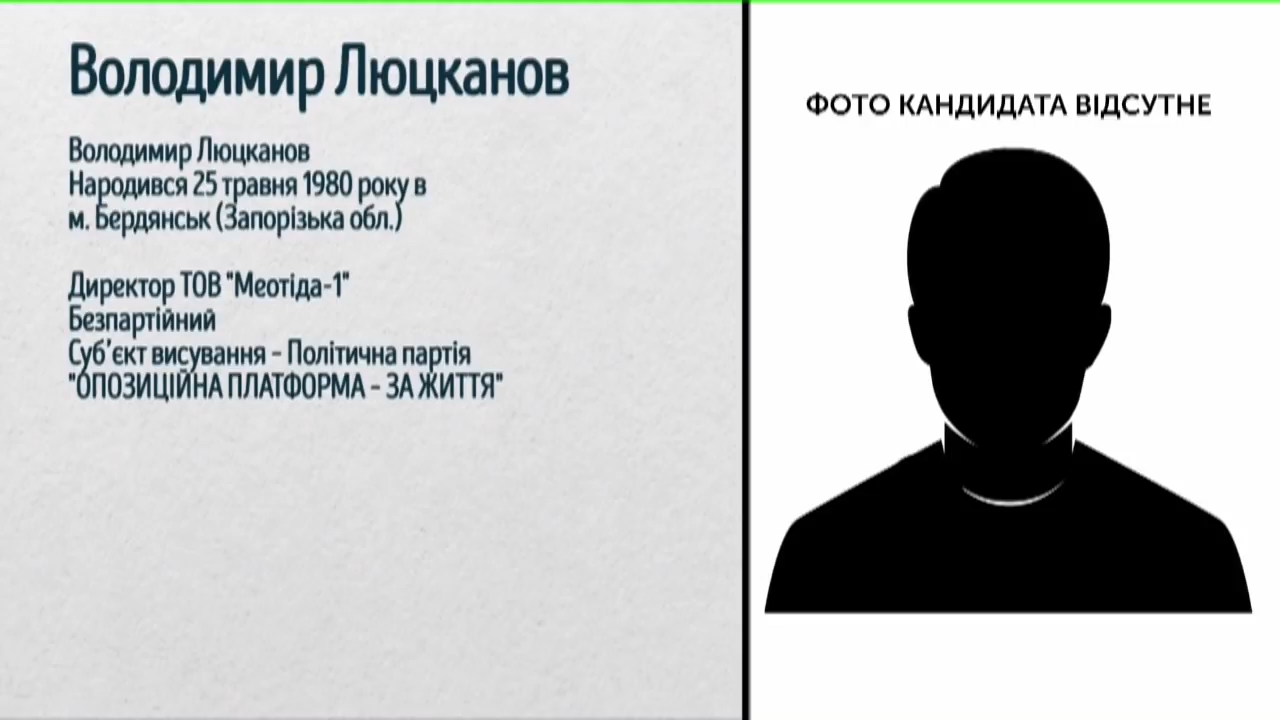 Володимир Люцканов
Володимир Люцканов
Народився 25 травня 1980 року в
м. Бердянськ (Запорізька обл.)
Директор ТОВ "Меотіда-1"
Безпартійний
Суб'єкт висування - Політична партія
"ОПОЗИЦІЙНА ПЛАТФОРМА - ЗА ЖИТТЯ"
ФОТО КАНДИДАТА ВІДСУТНЕ